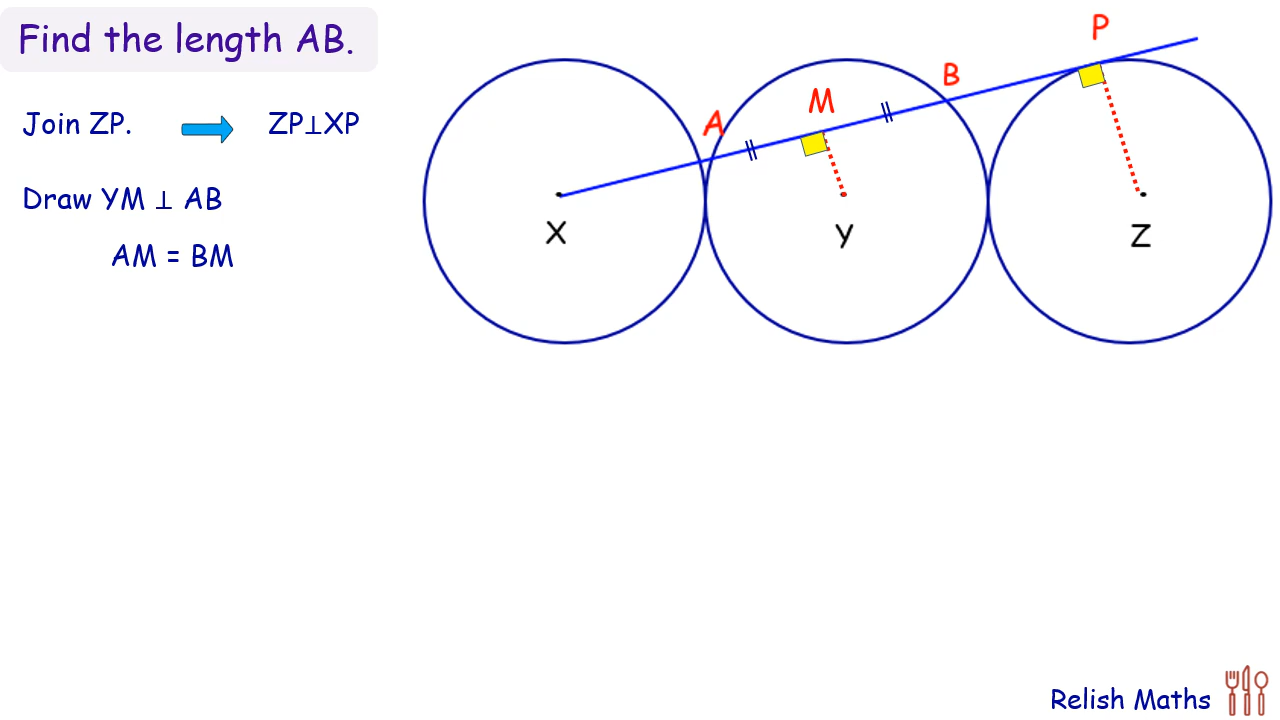 Find the length AB.
Join ZP. ZP⊥XP
Draw YM ⊥ AB
AM = BM
P
B
M
A
X
Y
Z
Relish Maths